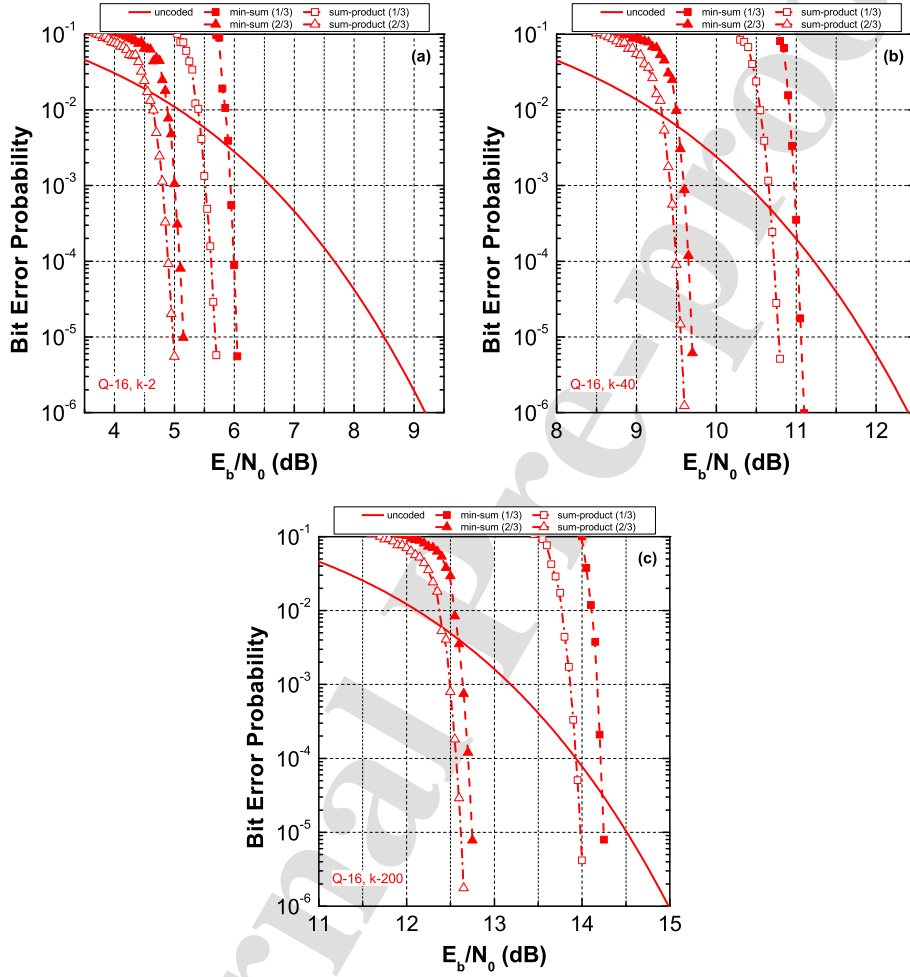 uncoded min-sum (1/3) sum-product (1/3)
min-sum (2/3) sum-product (2/3)
(a)
10^-1
10^-2
10^-3
10^-4
10^-5
10^-6
Bit Error Probability
Q-16, k-2
4 5 6 7 8 9
E_b/N_0 (dB)
uncoded min-sum (1/3) sum-product (1/3)
min-sum (2/3) sum-product (2/3)
(b)
10^-1
10^-2
10^-3
10^-4
10^-5
10^-6
Bit Error Probability
Q-16, k-40
8 9 10 11 12
E_b/N_0 (dB)
uncoded min-sum (1/3) sum-product (1/3)
min-sum (2/3) sum-product (2/3)
(c)
10^-1
10^-2
10^-3
10^-4
10^-5
10^-6
Bit Error Probability
Q-16, k-200
11 12 13 14 15
E_b/N_0 (dB)
rnal Pre-proo